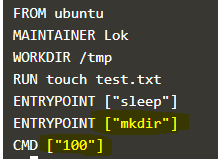 FROM ubuntu
MAINTAINER Lok
WORKDIR /tmp
RUN touch test.txt
ENTRYPOINT ["sleep"]
ENTRYPOINT ["mkdir"]
CMD ["100"]